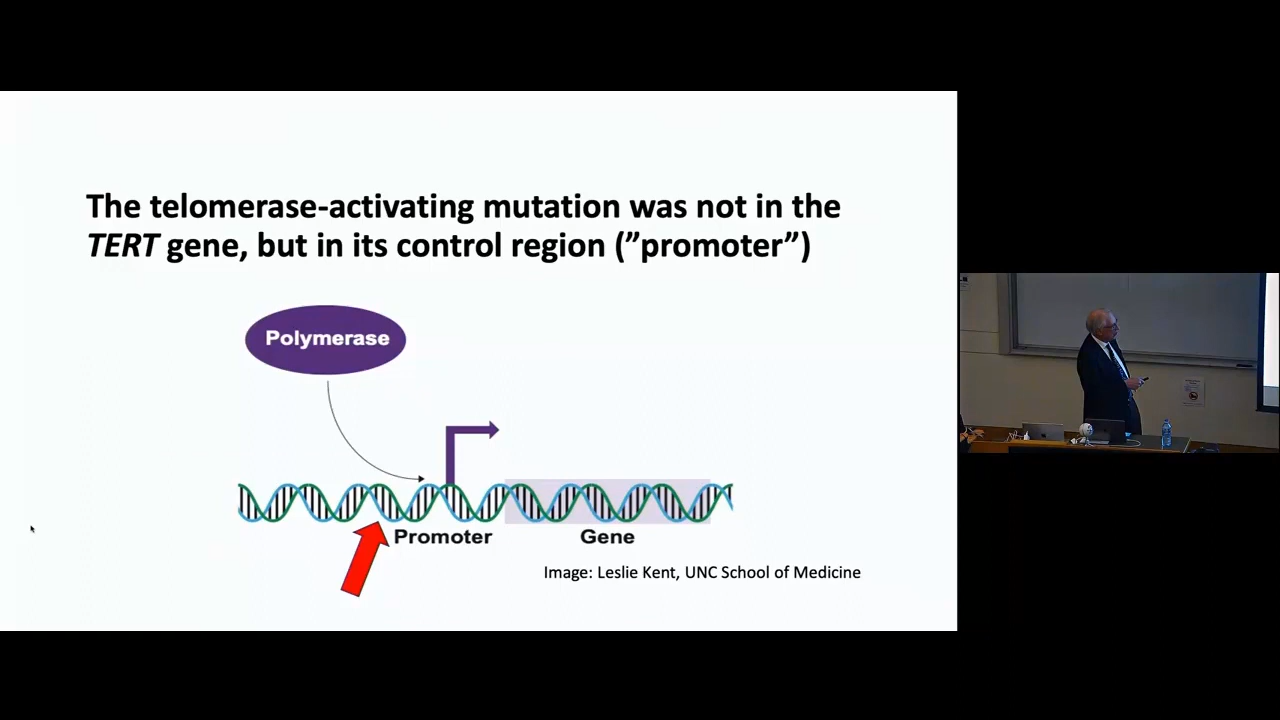 The telomerase-activating mutation was not in the
TERT gene, but in its control region (”promoter”)
Polymerase
Promoter
Gene
Image: Leslie Kent, UNC School of Medicine